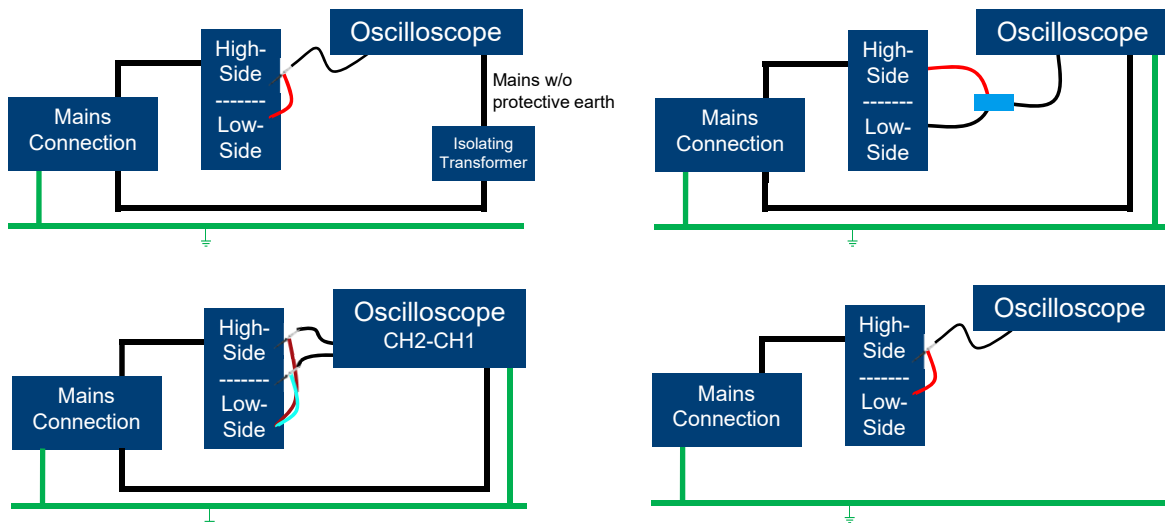 High-
Side
-------
Low-
Side
Oscilloscope
Mains
Connection
Mains w/o
protective earth
Isolating
Transformer
High-
Side
-------
Low-
Side
Oscilloscope
Mains
Connection
High-
Side
-------
Low-
Side
Oscilloscope
CH2-CH1
Mains
Connection
High-
Side
-------
Low-
Side
Oscilloscope
Mains
Connection